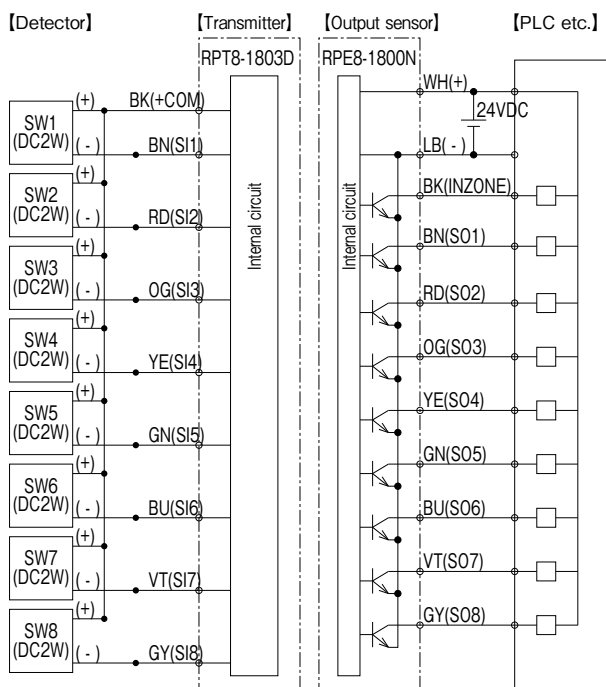 【Detector】 【Transmitter】 【Output sensor】 【PLC etc.】
RPT8-1803D RPE8-1800N
Internal circuit
Internal circuit
SW1
(DC2W)
(+) BK(+COM)
(-) BN(SI1)
SW2
(DC2W)
(+)
(-) RD(SI2)
SW3
(DC2W)
(+)
(-) OG(SI3)
SW4
(DC2W)
(+)
(-) YE(SI4)
SW5
(DC2W)
(+)
(-) GN(SI5)
SW6
(DC2W)
(+)
(-) BU(SI6)
SW7
(DC2W)
(+)
(-) VT(SI7)
SW8
(DC2W)
(+)
(-) GY(SI8)
WH(+)
24VDC
LB(-)
BK(INZONE)
BN(SO1)
RD(SO2)
OG(SO3)
YE(SO4)
GN(SO5)
BU(SO6)
VT(SO7)
GY(SO8)